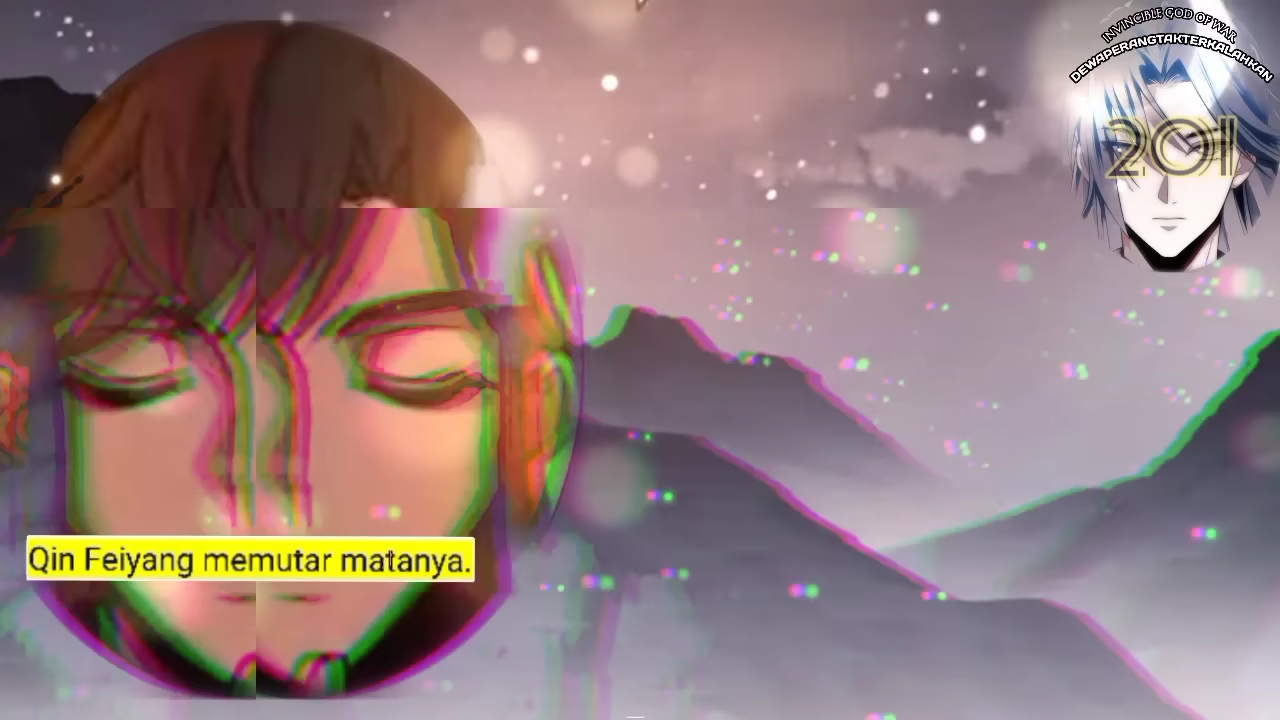 INVINCIBLE GOD OF WAR
DEWAPERANGTAKTERKALAHKAN
201
Qin Feiyang memutar matanya.